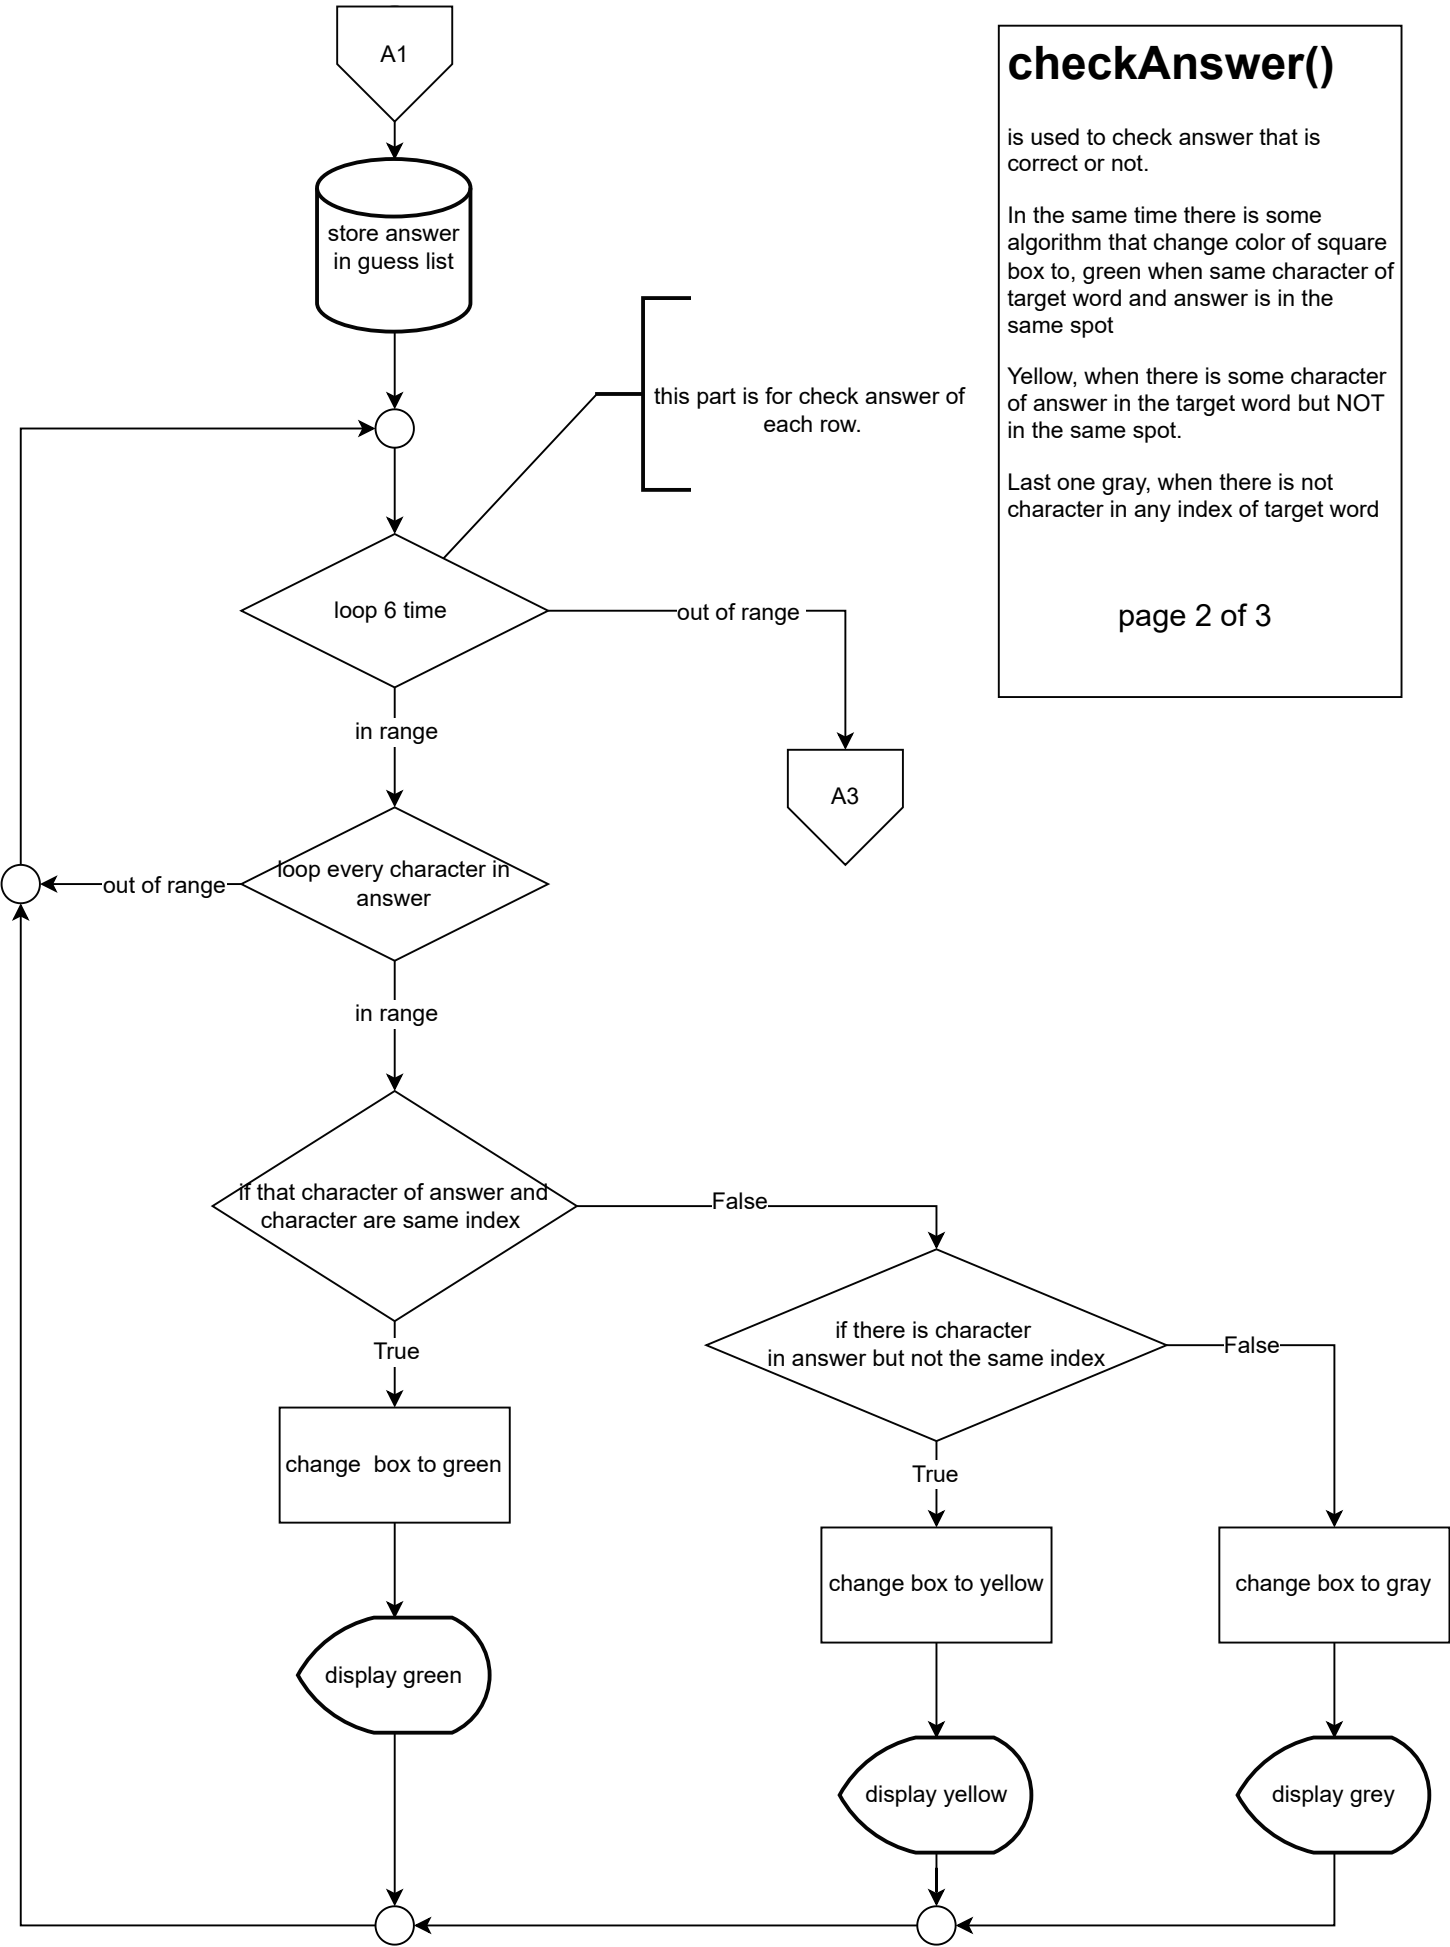 A1
checkAnswer()
is used to check answer that is
correct or not.
In the same time there is some
algorithm that change color of square
box to, green when same character of
target word and answer is in the
same spot
Yellow, when there is some character
of answer in the target word but NOT
in the same spot.
Last one gray, when there is not
character in any index of target word
page 2 of 3
store answer
in guess list
this part is for check answer of
each row.
loop 6 time
out of range
in range
A3
loop every character in
answer
out of range
in range
if that character of answer and
character are same index
False
True
if there is character
in answer but not the same index
False
True
change  box to green
change box to yellow
change box to gray
display green
display yellow
display grey